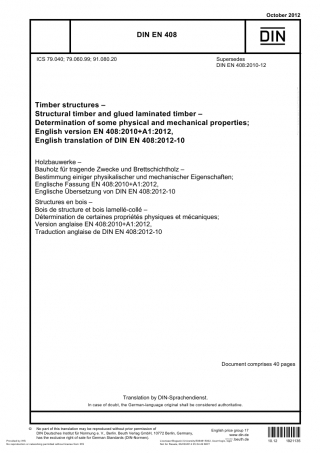 October 2012
DIN EN 408
DIN
ICS 79.040; 79.060.99; 91.080.20
Supersedes
DIN EN 408:2010-12
Timber structures –
Structural timber and glued laminated timber –
Determination of some physical and mechanical properties;
English version EN 408:2010+A1:2012,
English translation of DIN EN 408:2012-10
Holzbauwerke –
Bauholz für tragende Zwecke und Brettschichtholz –
Bestimmung einiger physikalischer und mechanischer Eigenschaften;
Englische Fassung EN 408:2010+A1:2012,
Englische Übersetzung von DIN EN 408:2012-10
Structures en bois –
Bois de structure et bois lamellé-collé –
Détermination de certaines propriétés physiques et mécaniques;
Version anglaise EN 408:2010+A1:2012,
Traduction anglaise de DIN EN 408:2012-10
Document comprises 40 pages
Translation by DIN-Sprachendienst.
In case of doubt, the German-language original shall be considered authoritative.
© No part of this translation may be reproduced without prior permission of
DIN Deutsches Institut für Normung e. V., Berlin. Beuth Verlag GmbH, 10772 Berlin, Germany,
has the exclusive right of sale for German Standards (DIN-Normen).
English price group 17
www.din.de
www.beuth.de